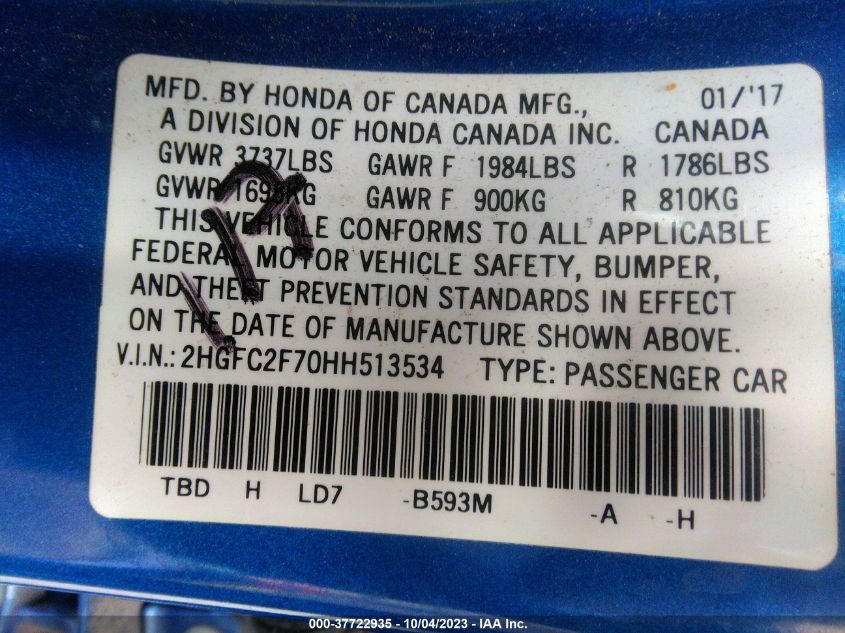 MFD. BY HONDA OF CANADA MFG., 01/'17
A DIVISION OF HONDA CANADA INC. CANADA
GVWR 3737LBS GAWR F 1984LBS R 1786LBS
GVWR GAWR F 900KG R 810KG
THIS VEHICLE CONFORMS TO ALL APPLICABLE
FEDERAL MOTOR VEHICLE SAFETY, BUMPER,
AND THEFT PREVENTION STANDARDS IN EFFECT
ON THE DATE OF MANUFACTURE SHOWN ABOVE.
V.I.N.: 2HGFC2F70HH513534 TYPE: PASSENGER CAR
TBD H LD7 -B593M -A -H
000-37722935 - 10/04/2023 - IAA Inc.